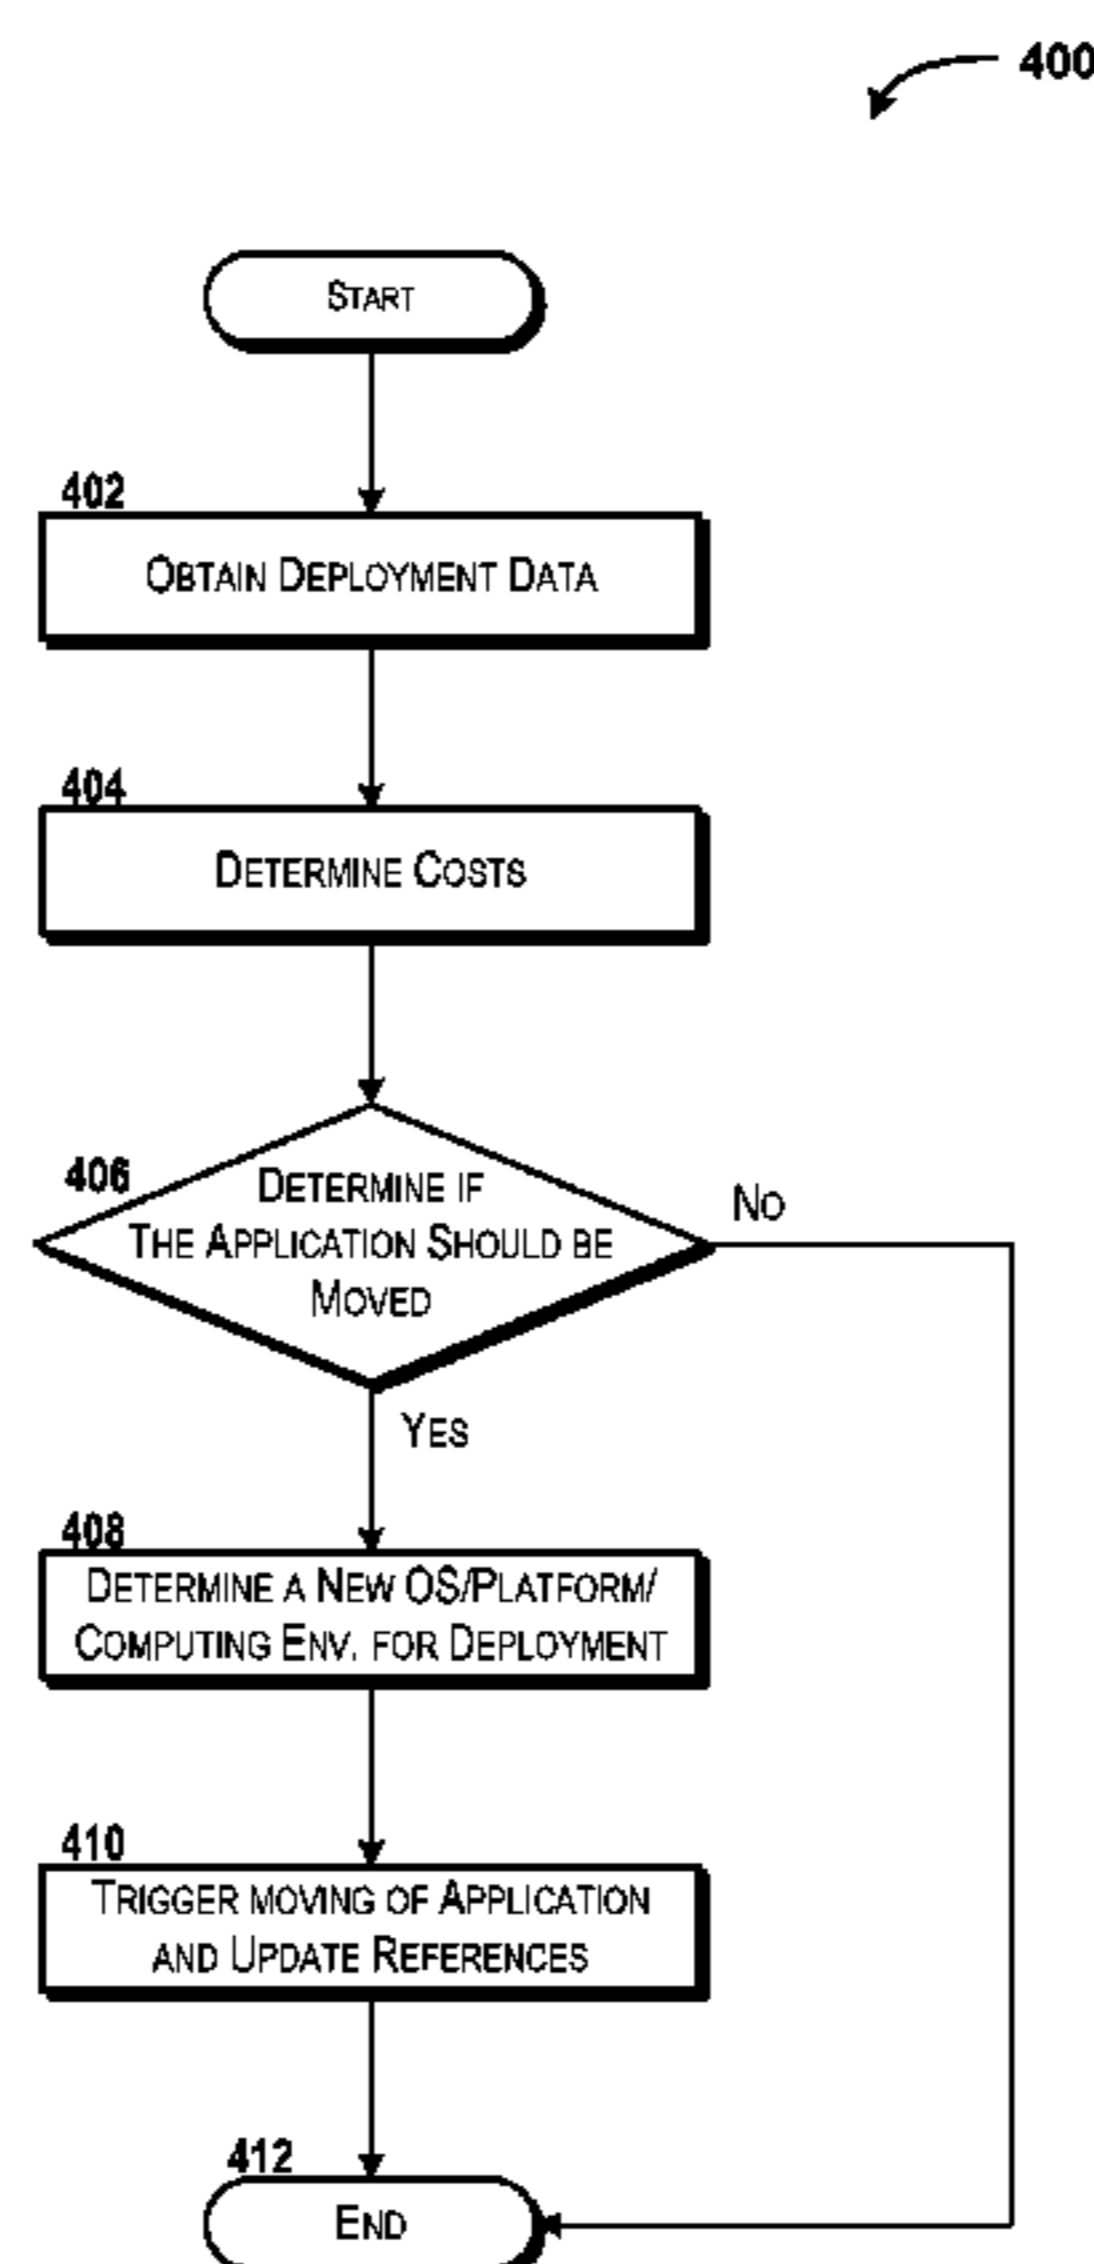 400
START
402
OBTAIN DEPLOYMENT DATA
404
DETERMINE COSTS
406
DETERMINE IF
THE APPLICATION SHOULD BE
MOVED
NO
YES
408
DETERMINE A NEW OS/PLATFORM/
COMPUTING ENV. FOR DEPLOYMENT
410
TRIGGER MOVING OF APPLICATION
AND UPDATE REFERENCES
412
END